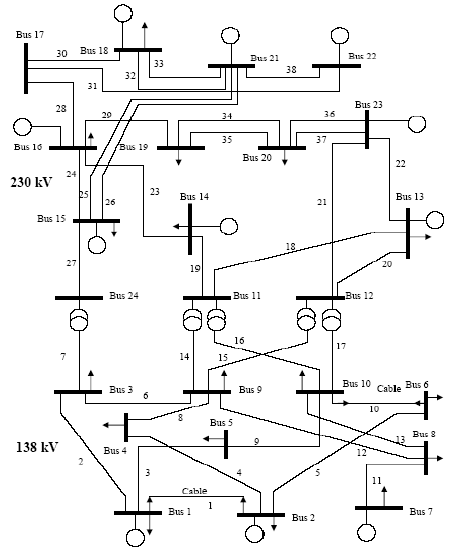 Bus 17
Bus 18
Bus 21
Bus 22
30
32
33
31
38
28
Bus 23
29
34
36
Bus 16
Bus 19
35
Bus 20
37
22
24
230 kV
25
26
23
Bus 14
21
Bus 13
Bus 15
18
20
27
19
Bus 24
Bus 11
Bus 12
16
17
7
14
15
Bus 3
6
Bus 9
Bus 10
Cable
Bus 6
10
8
Bus 5
9
13
Bus 8
138 kV
Bus 4
12
2
3
4
5
11
Cable
1
Bus 1
Bus 2
Bus 7